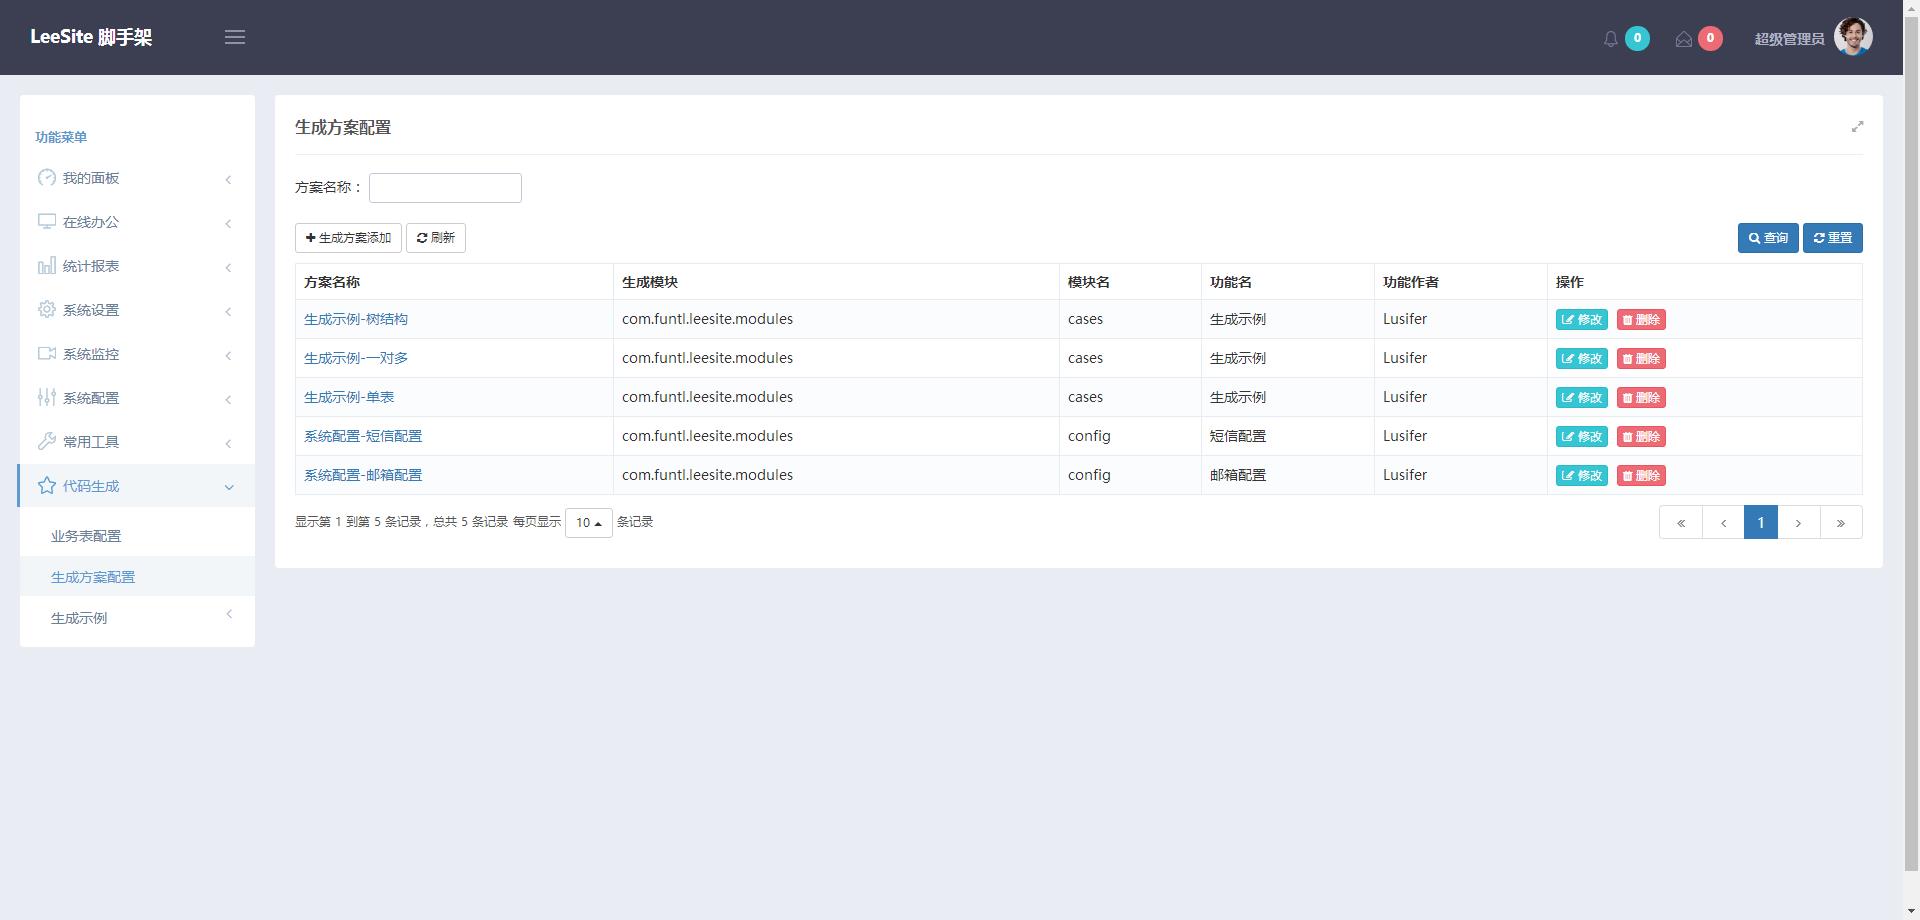 LeeSite 脚手架
0
0
超级管理员
功能菜单
我的面板
在线办公
统计报表
系统设置
系统监控
系统配置
常用工具
代码生成
业务表配置
生成方案配置
生成示例
生成方案配置
方案名称：
生成方案添加 刷新 查询 重置
方案名称 生成模块 模块名 功能名 功能作者 操作
生成示例-树结构 com.funtl.leesite.modules cases 生成示例 Lusifer 修改 删除
生成示例-一对多 com.funtl.leesite.modules cases 生成示例 Lusifer 修改 删除
生成示例-单表 com.funtl.leesite.modules cases 生成示例 Lusifer 修改 删除
系统配置-短信配置 com.funtl.leesite.modules config 短信配置 Lusifer 修改 删除
系统配置-邮箱配置 com.funtl.leesite.modules config 邮箱配置 Lusifer 修改 删除
显示第 1 到第 5 条记录，总共 5 条记录 每页显示 10 条记录
« ‹ 1 › »